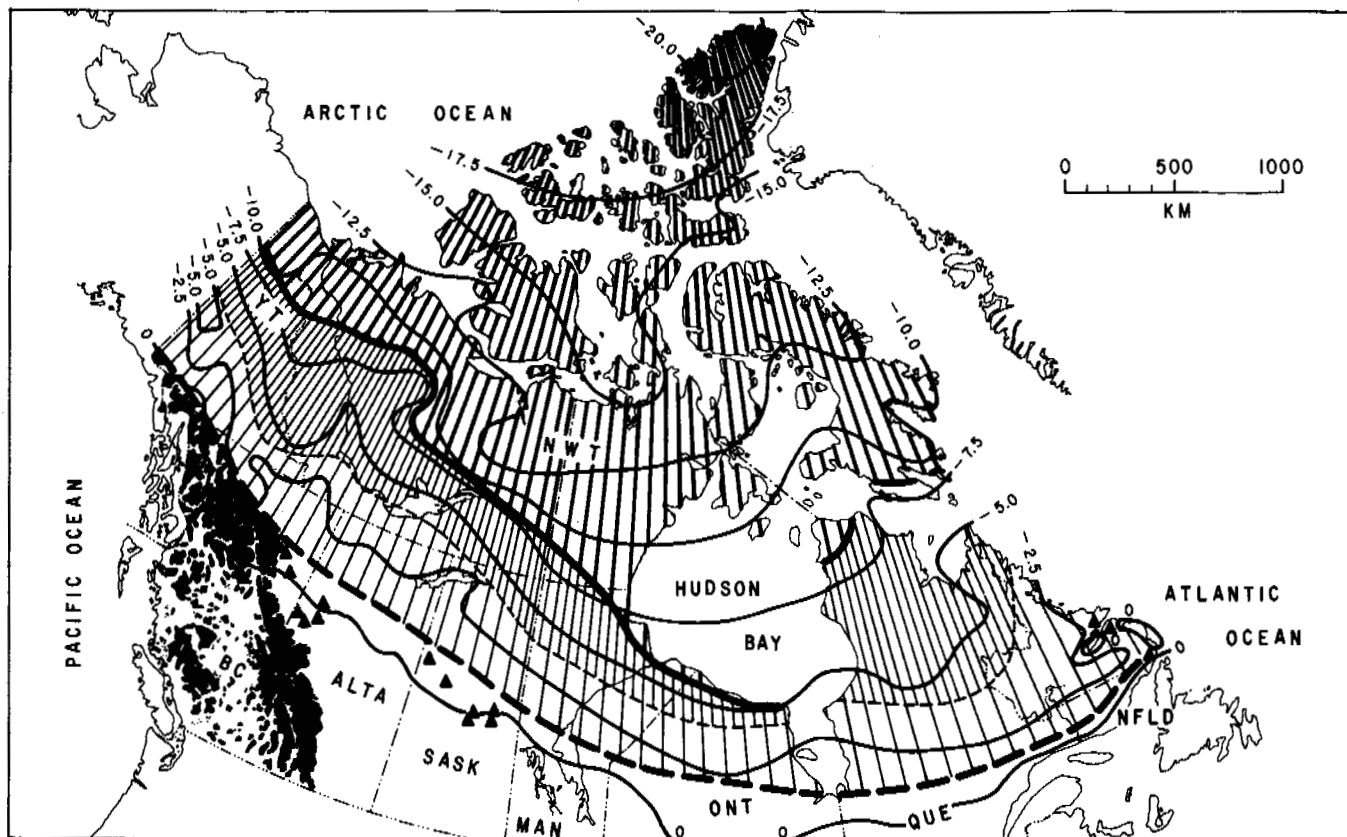 -20.0
ARCTIC OCEAN
-17.5
-17.5
-15.0
-15.0
0 500 1000
KM
-12.5
-10.0
-7.5
-5.0
-5.0
-2.5
0
YT
-12.5
-10.0
NWT
-7.5
-5.0
-2.5
HUDSON
BAY
ATLANTIC
OCEAN
0
0
0
PACIFIC OCEAN
BC
ALTA
SASK
MAN
ONT
QUE
NFLD
0
0